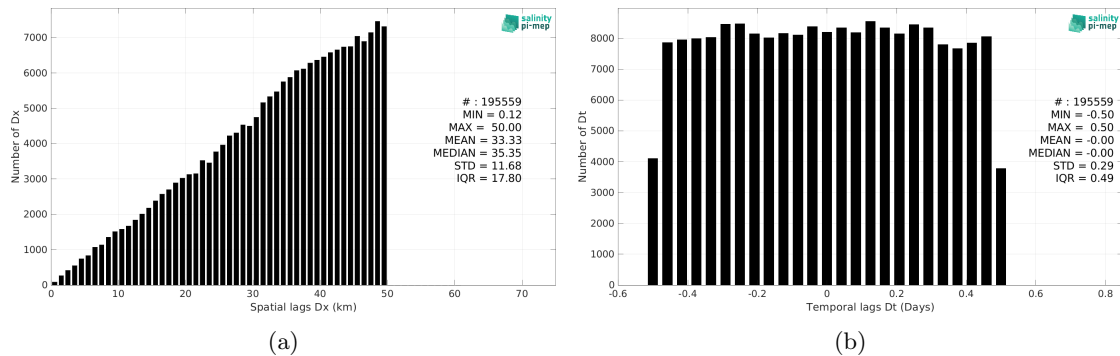 salinity
pi-mep
7000
6000
5000
4000
3000
2000
1000
0
Number of Dx
# : 195559
MIN = 0.12
MAX = 50.00
MEAN = 33.33
MEDIAN = 35.35
STD = 11.68
IQR = 17.80
0 10 20 30 40 50 60 70
Spatial lags Dx (km)
(a)
salinity
pi-mep
8000
7000
6000
5000
4000
3000
2000
1000
0
Number of Dt
# : 195559
MIN = -0.50
MAX = 0.50
MEAN = -0.00
MEDIAN = -0.00
STD = 0.29
IQR = 0.49
-0.6 -0.4 -0.2 0 0.2 0.4 0.6 0.8
Temporal lags Dt (Days)
(b)